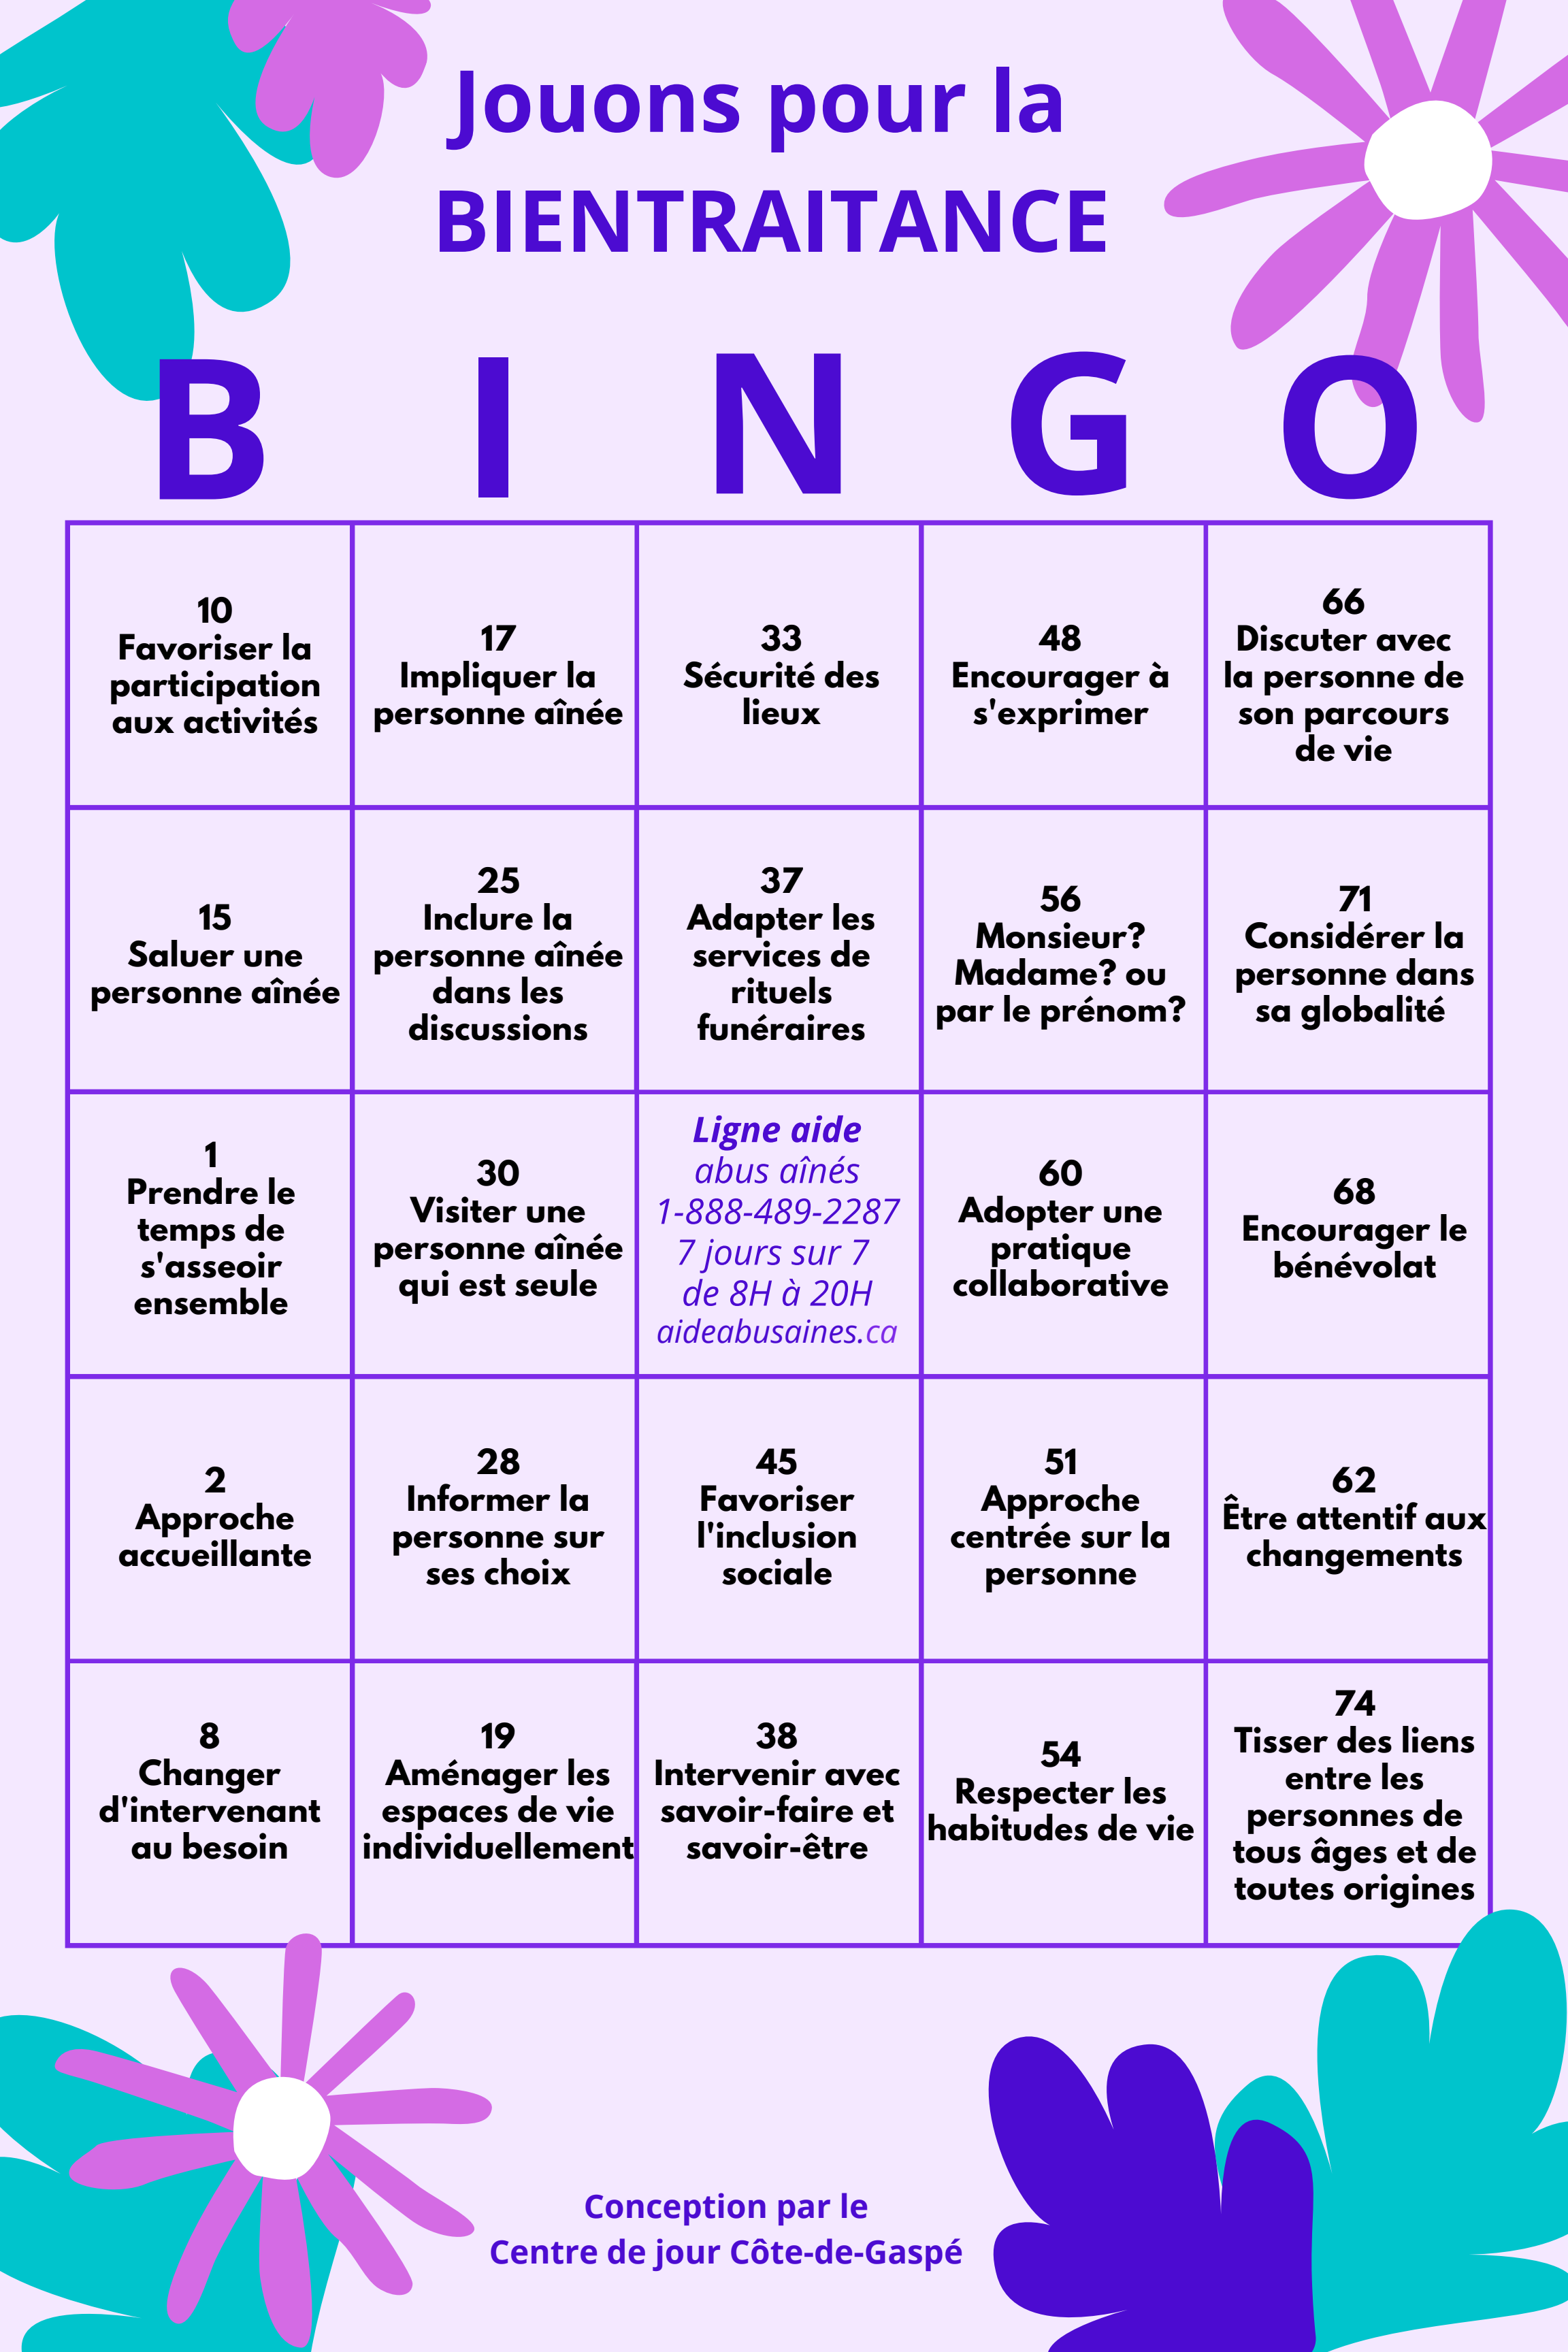 Jouons pour la
BIENTRAITANCE
B I N G O
10
Favoriser la
participation
aux activités
17
Impliquer la
personne aînée
33
Sécurité des
lieux
48
Encourager à
s'exprimer
66
Discuter avec
la personne de
son parcours
de vie
15
Saluer une
personne aînée
25
Inclure la
personne aînée
dans les
discussions
37
Adapter les
services de
rituels
funéraires
56
Monsieur?
Madame? ou
par le prénom?
71
Considérer la
personne dans
sa globalité
1
Prendre le
temps de
s'asseoir
ensemble
30
Visiter une
personne aînée
qui est seule
Ligne aide
abus aînés
1-888-489-2287
7 jours sur 7
de 8H à 20H
aideabusaines.ca
60
Adopter une
pratique
collaborative
68
Encourager le
bénévolat
2
Approche
accueillante
28
Informer la
personne sur
ses choix
45
Favoriser
l'inclusion
sociale
51
Approche
centrée sur la
personne
62
Être attentif aux
changements
8
Changer
d'intervenant
au besoin
19
Aménager les
espaces de vie
individuellement
38
Intervenir avec
savoir-faire et
savoir-être
54
Respecter les
habitudes de vie
74
Tisser des liens
entre les
personnes de
tous âges et de
toutes origines
Conception par le
Centre de jour Côte-de-Gaspé